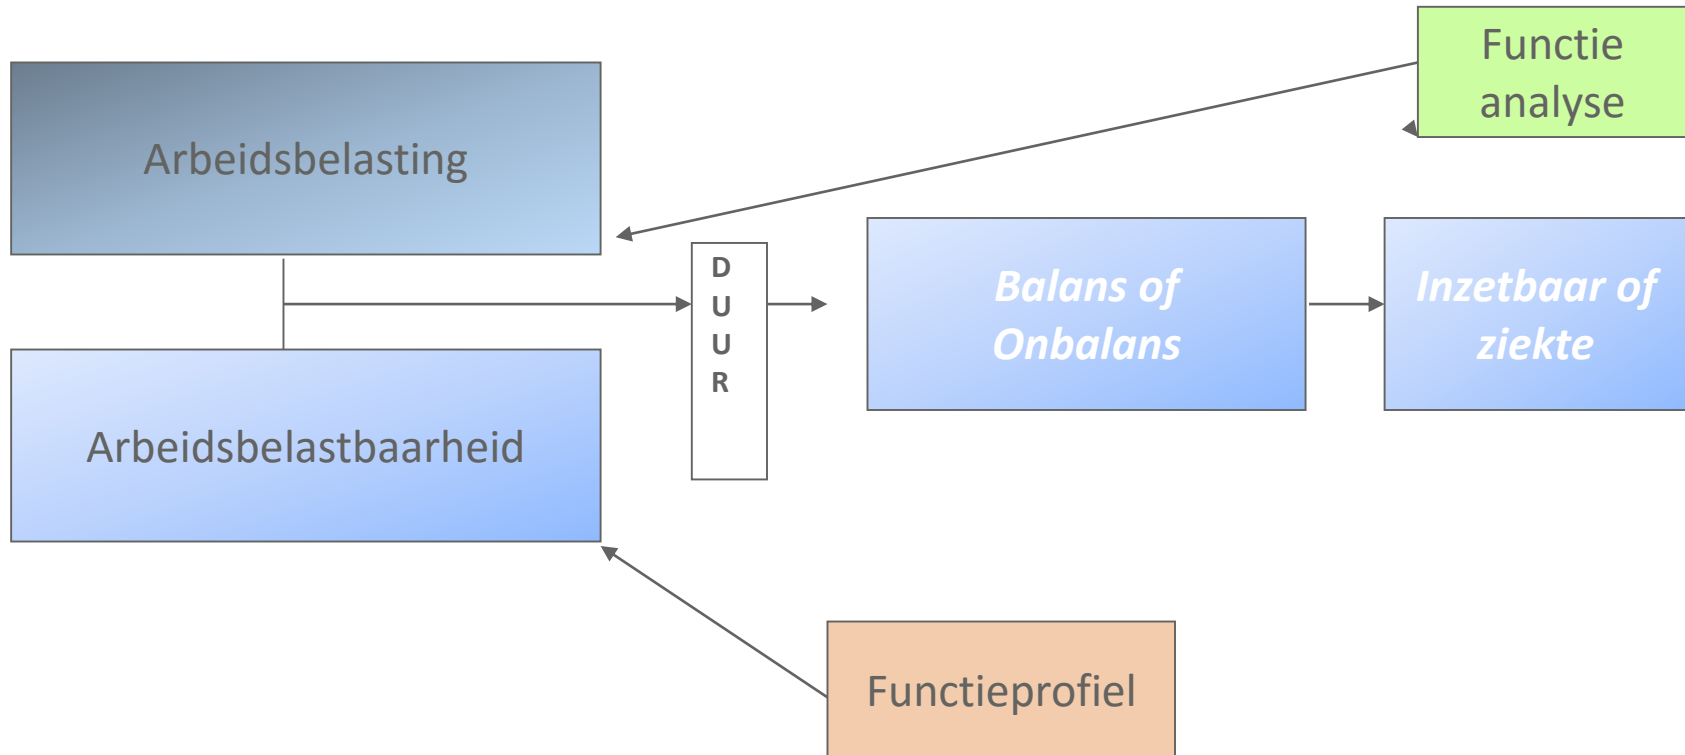 Functie
analyse
Arbeidsbelasting
D
U
U
R
Balans of
Onbalans
Inzetbaar of
ziekte
Arbeidsbelastbaarheid
Functieprofiel